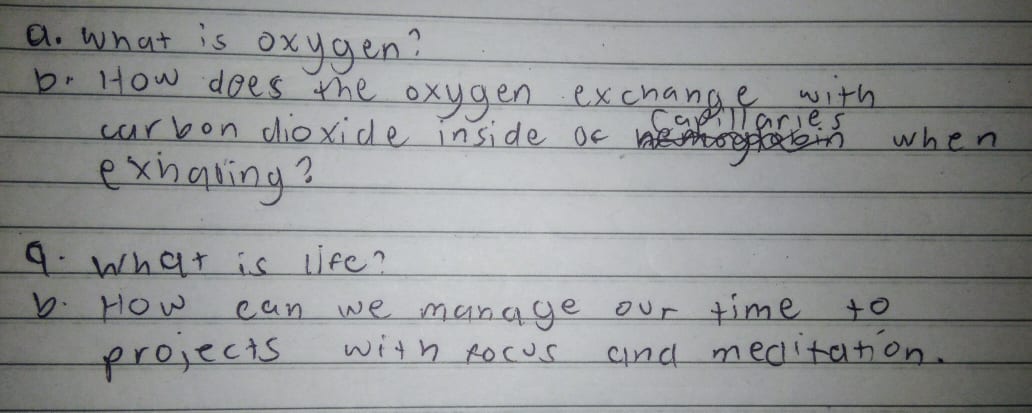 a. What is oxygen?
b. How does the oxygen exchange with
capillaries
carbon dioxide inside of when
exhaling?
a. What is life?
b. How can we manage our time to
projects with focus and meditation.